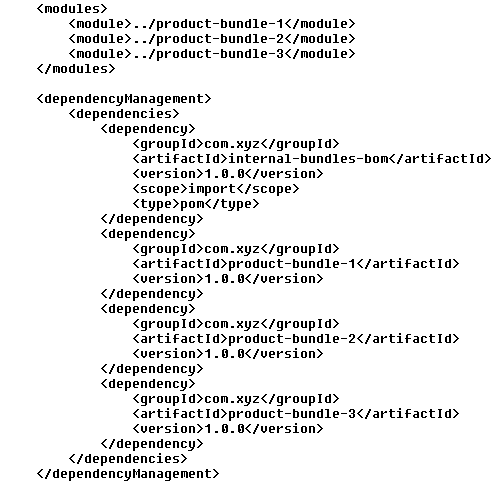 <modules>
    <module>../product-bundle-1</module>
    <module>../product-bundle-2</module>
    <module>../product-bundle-3</module>
</modules>
<dependencyManagement>
    <dependencies>
        <dependency>
            <groupId>com.xyz</groupId>
            <artifactId>internal-bundles-bom</artifactId>
            <version>1.0.0</version>
            <scope>import</scope>
            <type>pom</type>
        </dependency>
        <dependency>
            <groupId>com.xyz</groupId>
            <artifactId>product-bundle-1</artifactId>
            <version>1.0.0</version>
        </dependency>
        <dependency>
            <groupId>com.xyz</groupId>
            <artifactId>product-bundle-2</artifactId>
            <version>1.0.0</version>
        </dependency>
        <dependency>
            <groupId>com.xyz</groupId>
            <artifactId>product-bundle-3</artifactId>
            <version>1.0.0</version>
        </dependency>
    </dependencies>
</dependencyManagement>